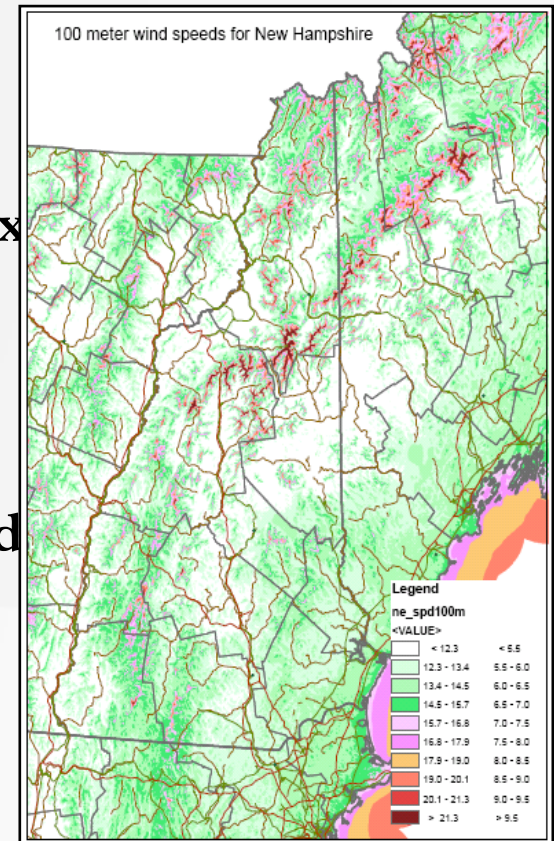 100 meter wind speeds for New Hampshire
x
d
Legend
ne_spd100m
<VALUE>
< 12.3 < 5.5
12.3 - 13.4 5.5 - 6.0
13.4 - 14.5 6.0 - 6.5
14.5 - 15.7 6.5 - 7.0
15.7 - 16.8 7.0 - 7.5
16.8 - 17.9 7.5 - 8.0
17.9 - 19.0 8.0 - 8.5
19.0 - 20.1 8.5 - 9.0
20.1 - 21.3 9.0 - 9.5
> 21.3 > 9.5